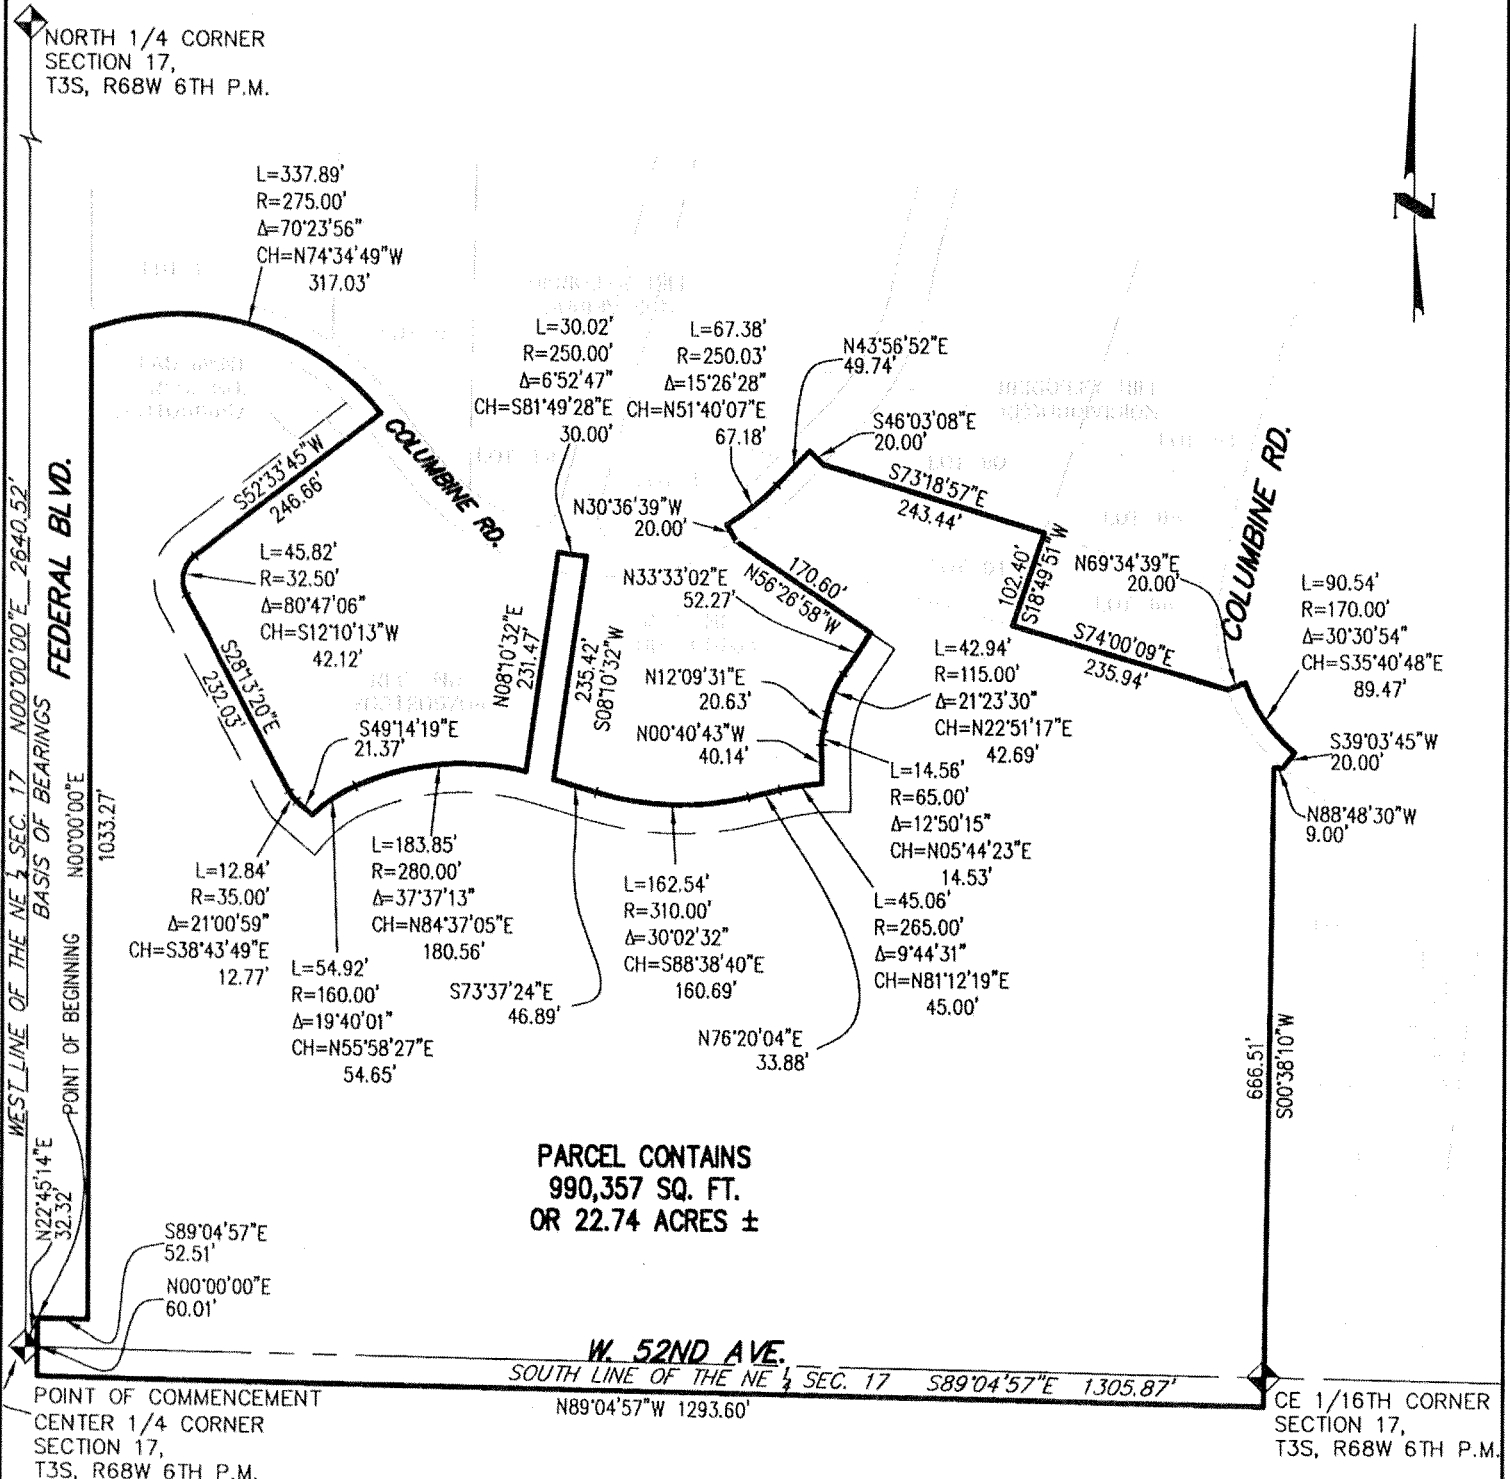 NORTH 1/4 CORNER
SECTION 17,
T3S, R68W 6TH P.M.
L=337.89'
R=275.00'
Δ=70°23'56"
CH=N74°34'49"W
317.03'
L=30.02'
R=250.00'
Δ=6°52'47"
CH=S81°49'28"E
30.00'
L=67.38'
R=250.03'
Δ=15°26'28"
CH=N51°40'07"E
67.18'
N43°56'52"E
49.74'
S46°03'08"E
20.00'
S73°18'57"E
243.44'
COLUMBINE RD.
S52°33'45"W
246.66'
N30°36'39"W
20.00'
170.60'
N56°26'58"W
102.40'
S18°49'51"W
N69°34'39"E
20.00'
COLUMBINE RD.
L=90.54'
R=170.00'
Δ=30°30'54"
CH=S35°40'48"E
89.47'
S74°00'09"E
235.94'
L=45.82'
R=32.50'
Δ=80°47'06"
CH=S12°10'13"W
42.12'
N33°33'02"E
52.27'
N08°10'32"E
231.47'
235.42'
S08°10'32"W
L=42.94'
R=115.00'
Δ=21°23'30"
CH=N22°51'17"E
42.69'
N12°09'31"E
20.63'
N00°40'43"W
40.14'
S28°13'20"E
232.03'
S49°14'19"E
21.37'
S39°03'45"W
20.00'
N88°48'30"W
9.00'
L=14.56'
R=65.00'
Δ=12°50'15"
CH=N05°44'23"E
14.53'
L=12.84'
R=35.00'
Δ=21°00'59"
CH=S38°43'49"E
12.77'
L=183.85'
R=280.00'
Δ=37°37'13"
CH=N84°37'05"E
180.56'
L=54.92'
R=160.00'
Δ=19°40'01"
CH=N55°58'27"E
54.65'
L=162.54'
R=310.00'
Δ=30°02'32"
CH=S88°38'40"E
160.69'
L=45.06'
R=265.00'
Δ=9°44'31"
CH=N81°12'19"E
45.00'
S73°37'24"E
46.89'
N76°20'04"E
33.88'
WEST LINE OF THE NE ¼ SEC. 17 N00°00'00"E 2640.52'
BASIS OF BEARINGS
FEDERAL BLVD.
N00°00'00"E
1033.27'
POINT OF BEGINNING
666.51'
S00°38'10"W
PARCEL CONTAINS
990,357 SQ. FT.
OR 22.74 ACRES ±
N22°45'14"E
32.32'
S89°04'57"E
52.51'
N00°00'00"E
60.01'
W. 52ND AVE.
SOUTH LINE OF THE NE ¼ SEC. 17 S89°04'57"E 1305.87'
N89°04'57"W 1293.60'
POINT OF COMMENCEMENT
CENTER 1/4 CORNER
SECTION 17,
T3S, R68W 6TH P.M.
CE 1/16TH CORNER
SECTION 17,
T3S, R68W 6TH P.M.
N